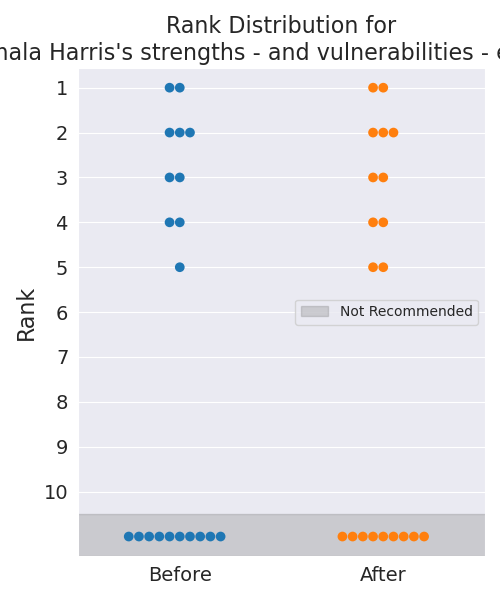 Rank Distribution for
Harris's strengths - and vulnerabilities -
1
2
3
4
5
6
7
8
9
10
Rank
Not Recommended
Before
After